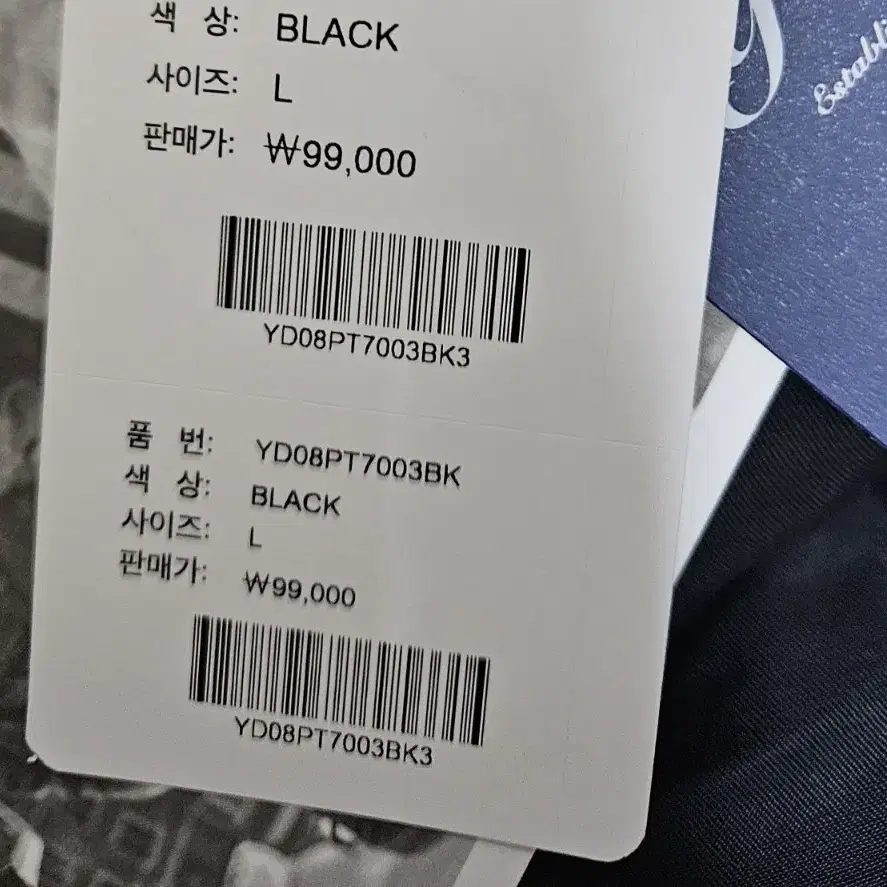 색 상: BLACK
사이즈: L
판매가: ₩99,000
YD08PT7003BK3
품 번: YD08PT7003BK
색 상: BLACK
사이즈: L
판매가: ₩99,000
YD08PT7003BK3